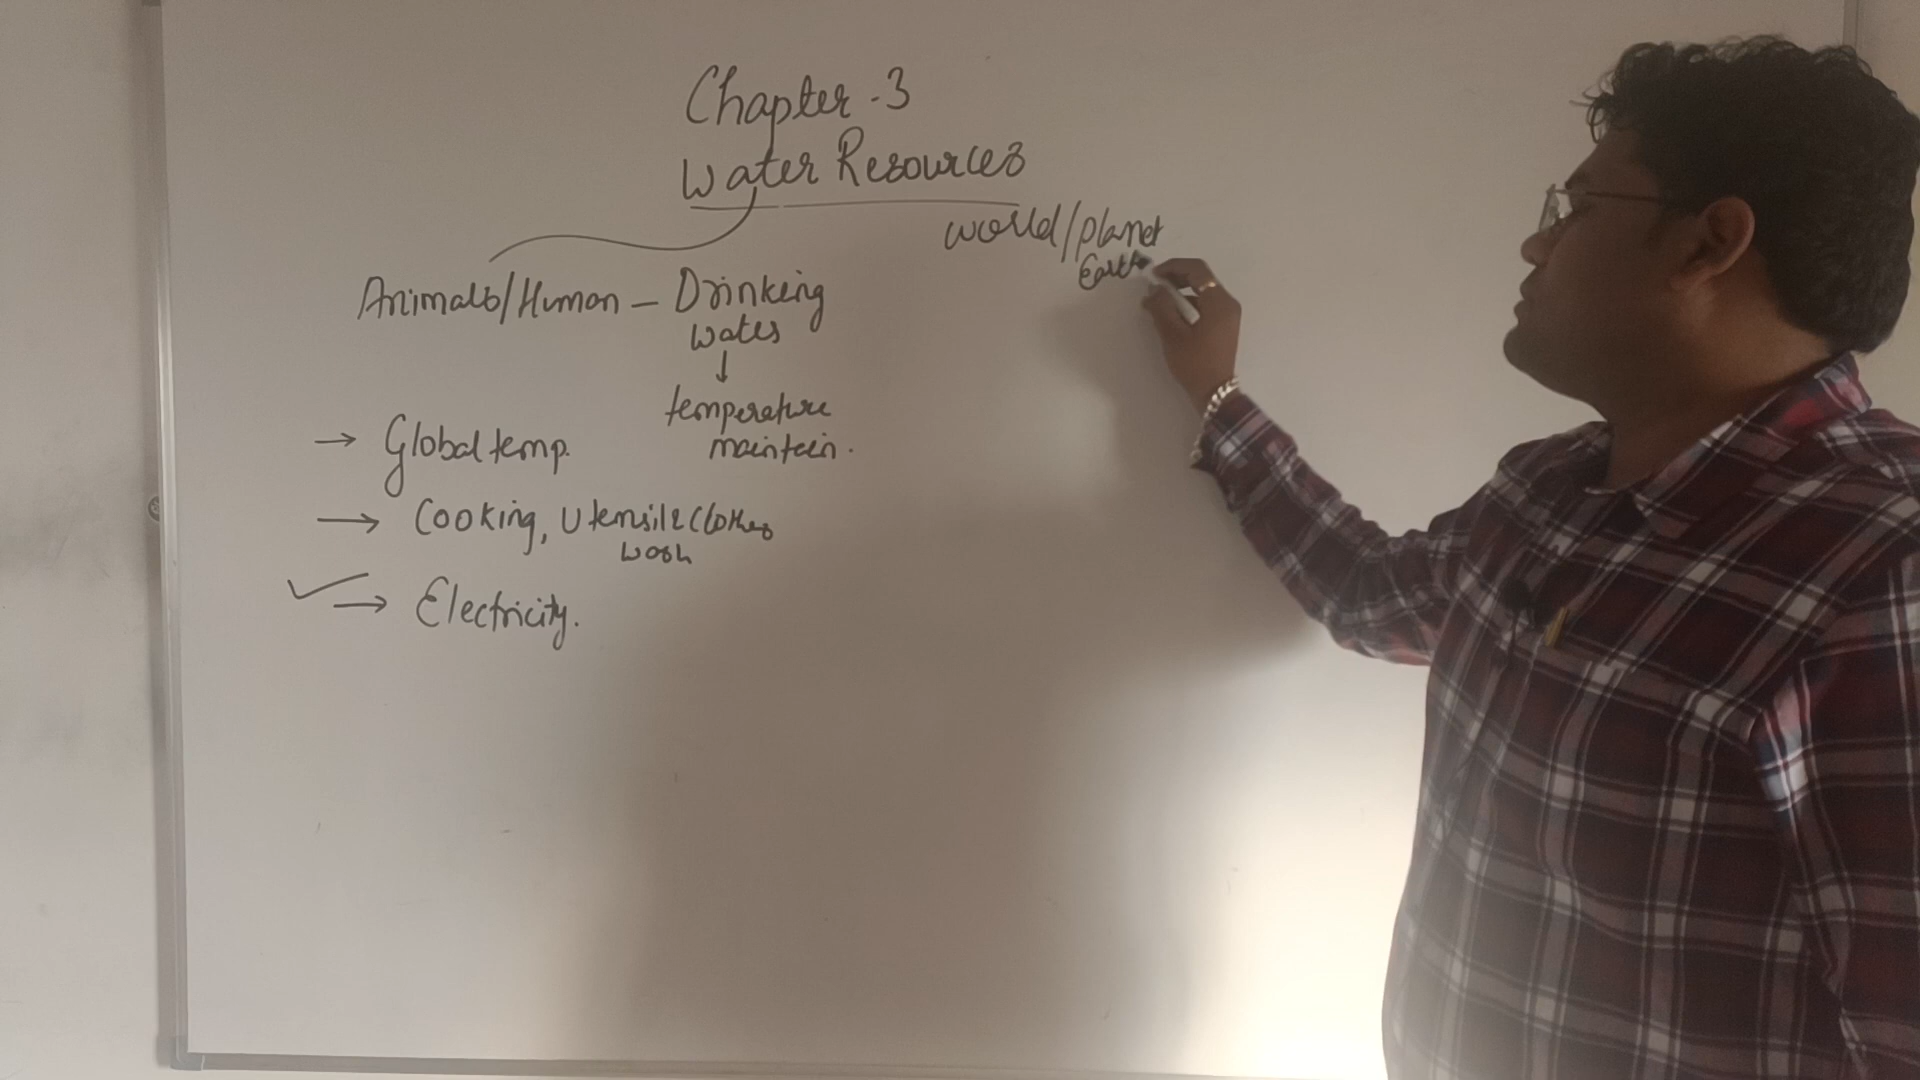 Chapter - 3
Water Resources
World/planet
Earth
Animals/Human - Drinking
Water
↓
temperature
maintain.
→ Global temp.
→ Cooking, Utensil & Clothes
wash
✓→ Electricity.